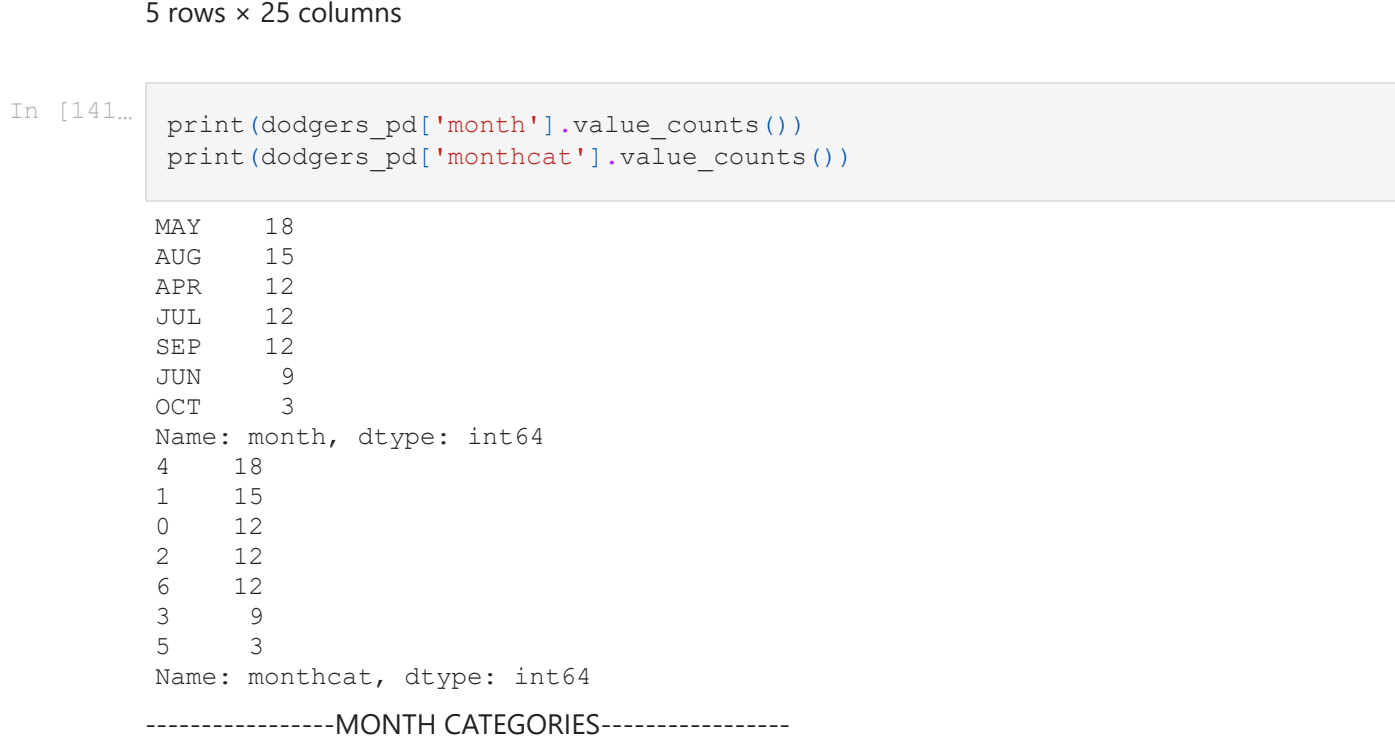 5 rows × 25 columns
In [141…
print(dodgers_pd['month'].value_counts())
print(dodgers_pd['monthcat'].value_counts())
MAY 18
AUG 15
APR 12
JUL 12
SEP 12
JUN 9
OCT 3
Name: month, dtype: int64
4 18
1 15
0 12
2 12
6 12
3 9
5 3
Name: monthcat, dtype: int64
-----------------MONTH CATEGORIES-----------------